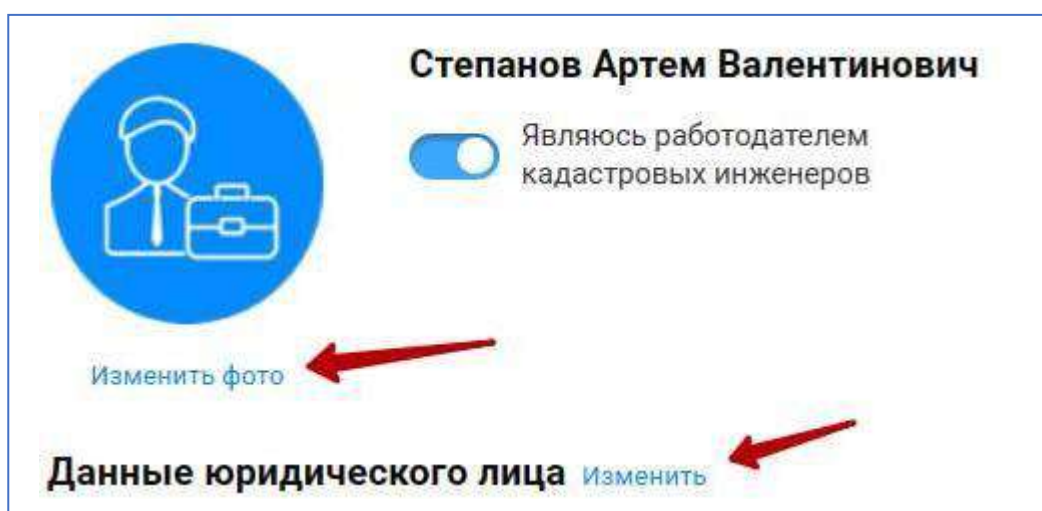 Степанов Артем Валентинович
Являюсь работодателем
кадастровых инженеров
Изменить фото
Данные юридического лица Изменить